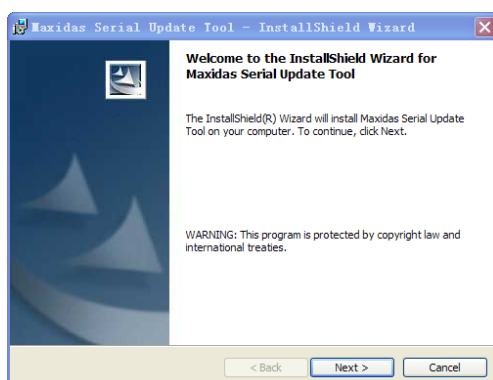 Maxidas Serial Update Tool - InstallShield Wizard
Welcome to the InstallShield Wizard for
Maxidas Serial Update Tool
The InstallShield(R) Wizard will install Maxidas Serial Update
Tool on your computer. To continue, click Next.
WARNING: This program is protected by copyright law and
international treaties.
< Back Next > Cancel